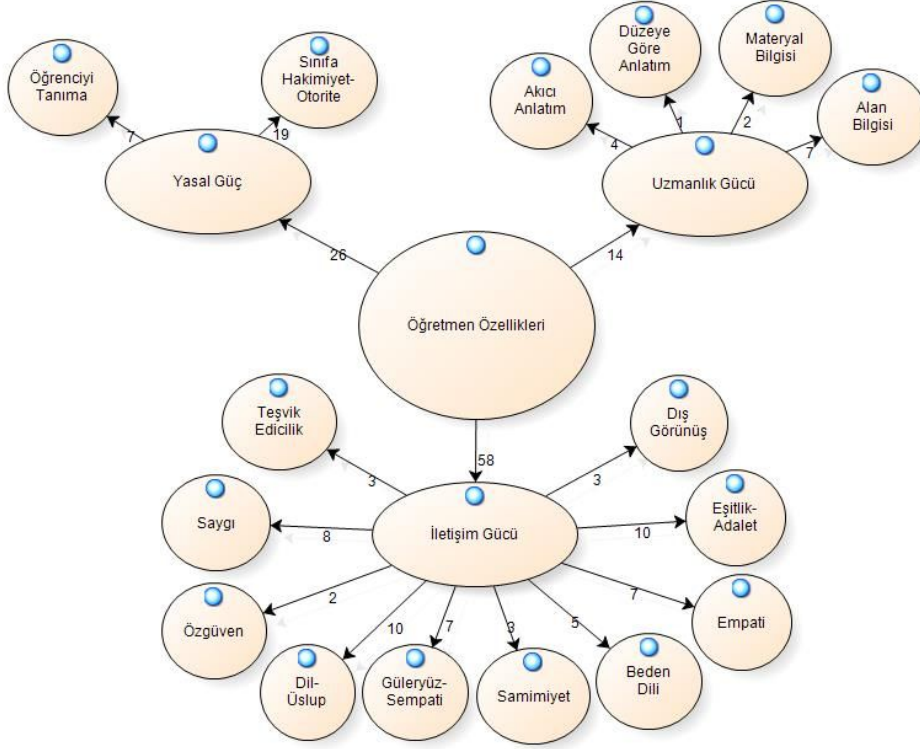 Öğrenciyi
Tanıma
Sınıfa
Hakimiyet-
Otorite
7
19
Yasal Güç
Akıcı
Anlatım
Düzeye
Göre
Anlatım
Materyal
Bilgisi
Alan
Bilgisi
4
1
2
7
Uzmanlık Gücü
26
14
Öğretmen Özellikleri
58
Teşvik
Edicilik
3
Dış
Görünüş
3
Saygı
8
İletişim Gücü
10
Eşitlik-
Adalet
Özgüven
2
10
7
3
5
7
Empati
Dil-
Üslup
Güleryüz-
Sempati
Samimiyet
Beden
Dili